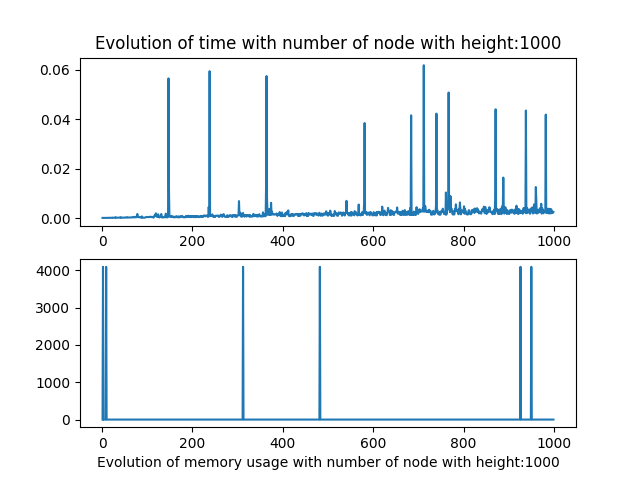 Evolution of time with number of node with height:1000
0.06
0.04
0.02
0.00
0 200 400 600 800 1000
4000
3000
2000
1000
0
0 200 400 600 800 1000
Evolution of memory usage with number of node with height:1000